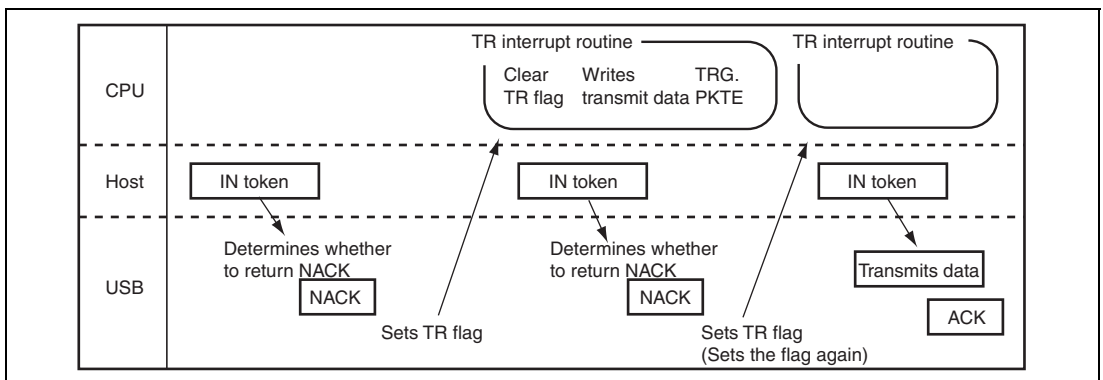 TR interrupt routine
TR interrupt routine
CPU
Clear Writes TRG.
TR flag transmit data PKTE
Host
IN token
IN token
IN token
USB
Determines whether
to return NACK
NACK
Sets TR flag
Determines whether
to return NACK
NACK
Sets TR flag
(Sets the flag again)
Transmits data
ACK